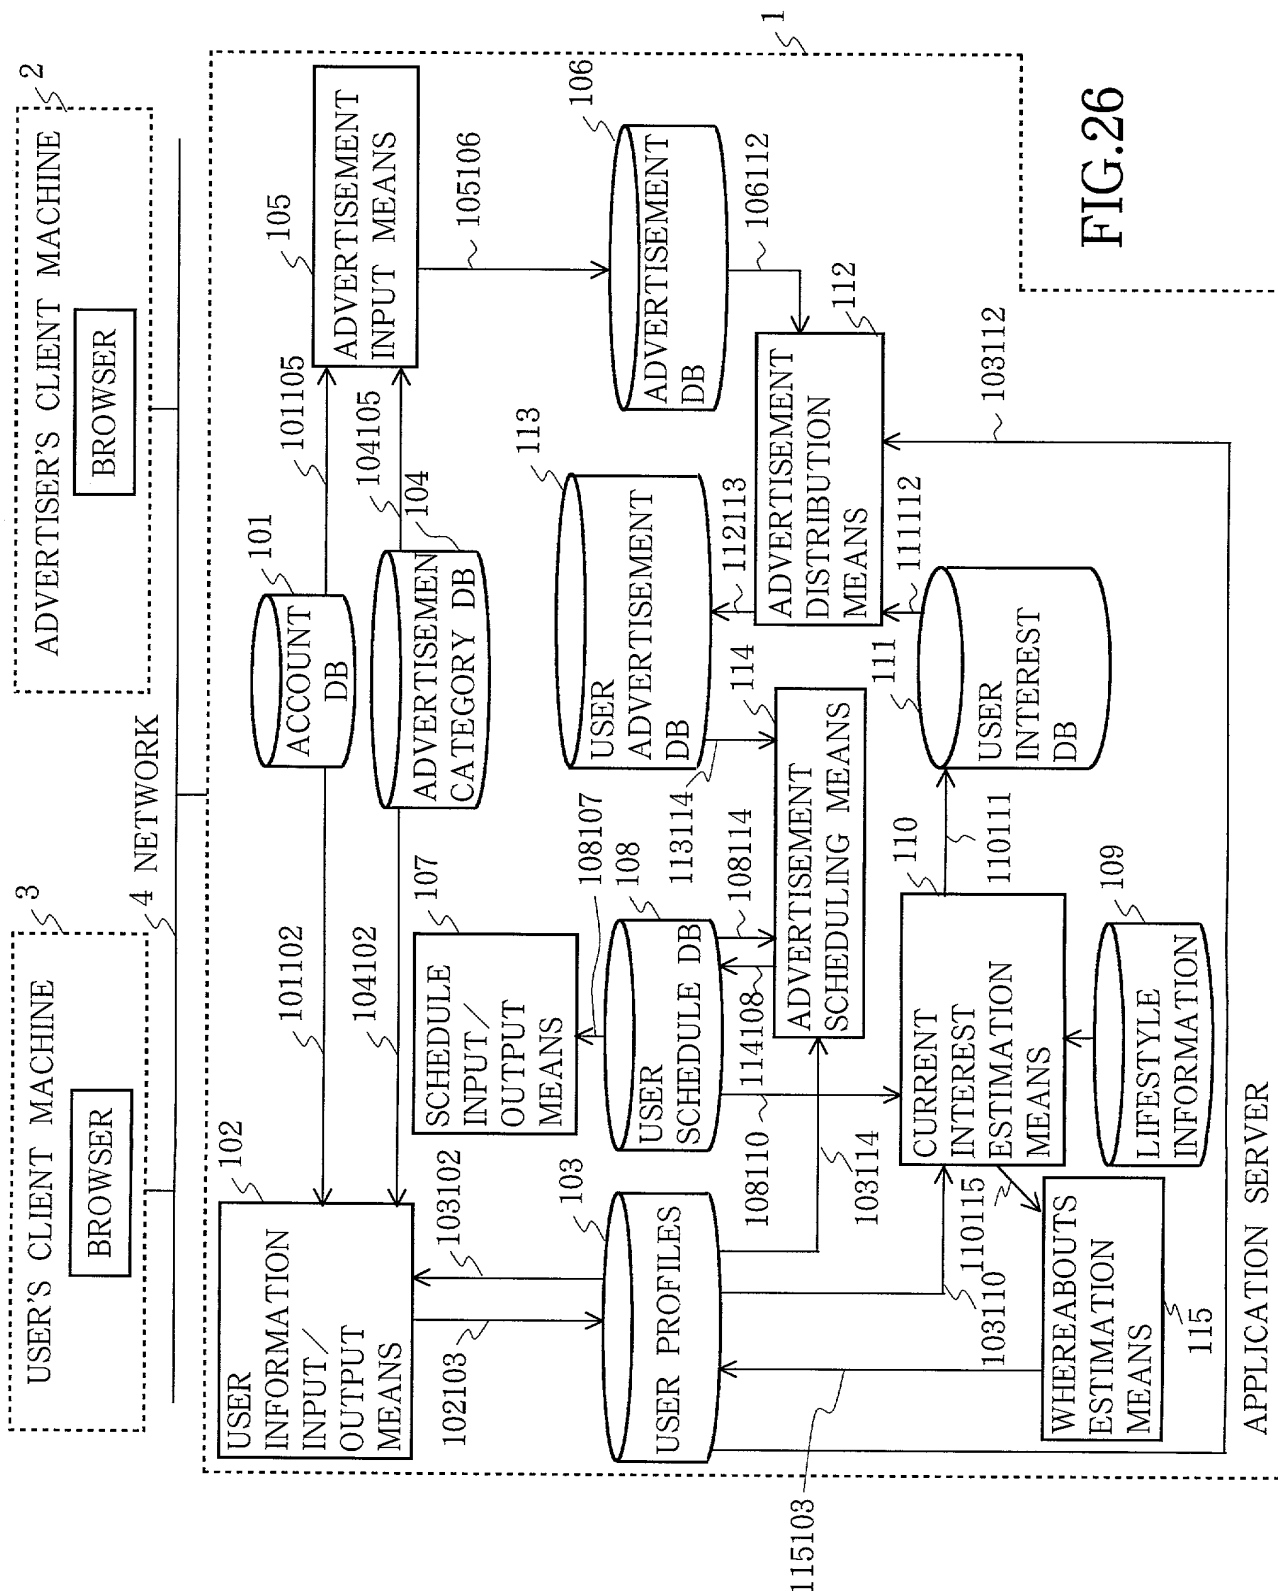 USER'S CLIENT MACHINE
3
BROWSER
ADVERTISER'S CLIENT MACHINE
2
BROWSER
4 NETWORK
1
102
USER
INFORMATION
INPUT/
OUTPUT
MEANS
101102
104102
ACCOUNT
DB
101
ADVERTISEMEN
CATEGORY DB
104
101105
104105
105
ADVERTISEMENT
INPUT MEANS
103102
102103
107
SCHEDULE
INPUT/
OUTPUT
MEANS
105106
103
USER PROFILES
108107
108
USER
SCHEDULE DB
113
USER
ADVERTISEMENT
DB
106
ADVERTISEMENT
DB
108110
114108
108114
113114
112113
106112
114
ADVERTISEMENT
SCHEDULING MEANS
112
ADVERTISEMENT
DISTRIBUTION
MEANS
103114
111112
103112
110
CURRENT
INTEREST
ESTIMATION
MEANS
110111
111
USER
INTEREST
DB
103110
110115
115103
WHEREABOUTS
ESTIMATION
MEANS
115
109
LIFESTYLE
INFORMATION
APPLICATION SERVER
FIG.26